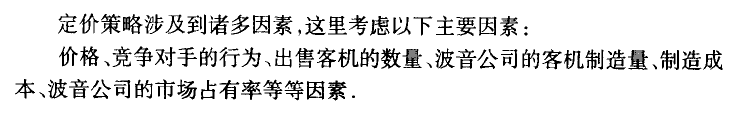 定价策略涉及到诸多因素,这里考虑以下主要因素:
价格、竞争对手的行为、出售客机的数量、波音公司的客机制造量、制造成
本、波音公司的市场占有率等等因素.